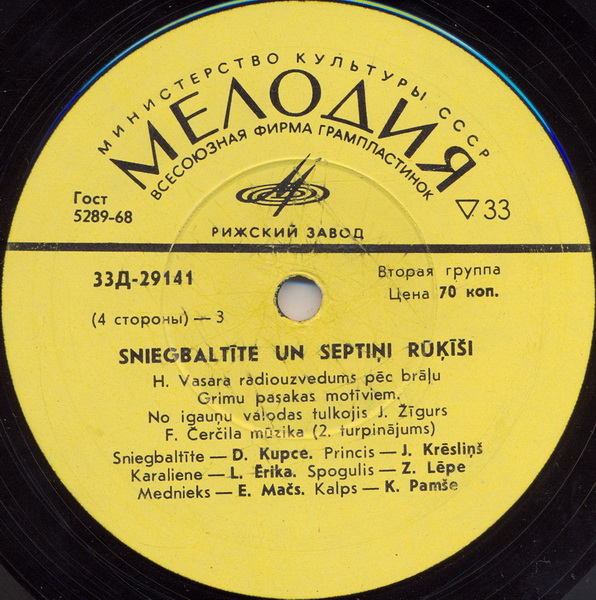 МИНИСТЕРСТВО КУЛЬТУРЫ СССР
МЕЛОДИЯ
ВСЕСОЮЗНАЯ ФИРМА ГРАМПЛАСТИНОК
Гост
5289-68
▽ 33
РИЖСКИЙ ЗАВОД
33Д-29141
Вторая группа
Цена 70 коп.
(4 стороны) — 3
SNIEGBALTĪTE UN SEPTIŅI RŪĶĪŠI
H. Vasara radiouzvedums pēc brāļu
Grimu pasakas motīviem.
No igauņu valodas tulkojis J. Žīgurs
F. Čerčila mūzika (2. turpinājums)
Sniegbaltīte — D. Kupce. Princis — J. Krēsliņš
Karaliene — L. Ērika. Spogulis — Z. Lēpe
Mednieks — E. Mačs. Kalps — K. Pamše